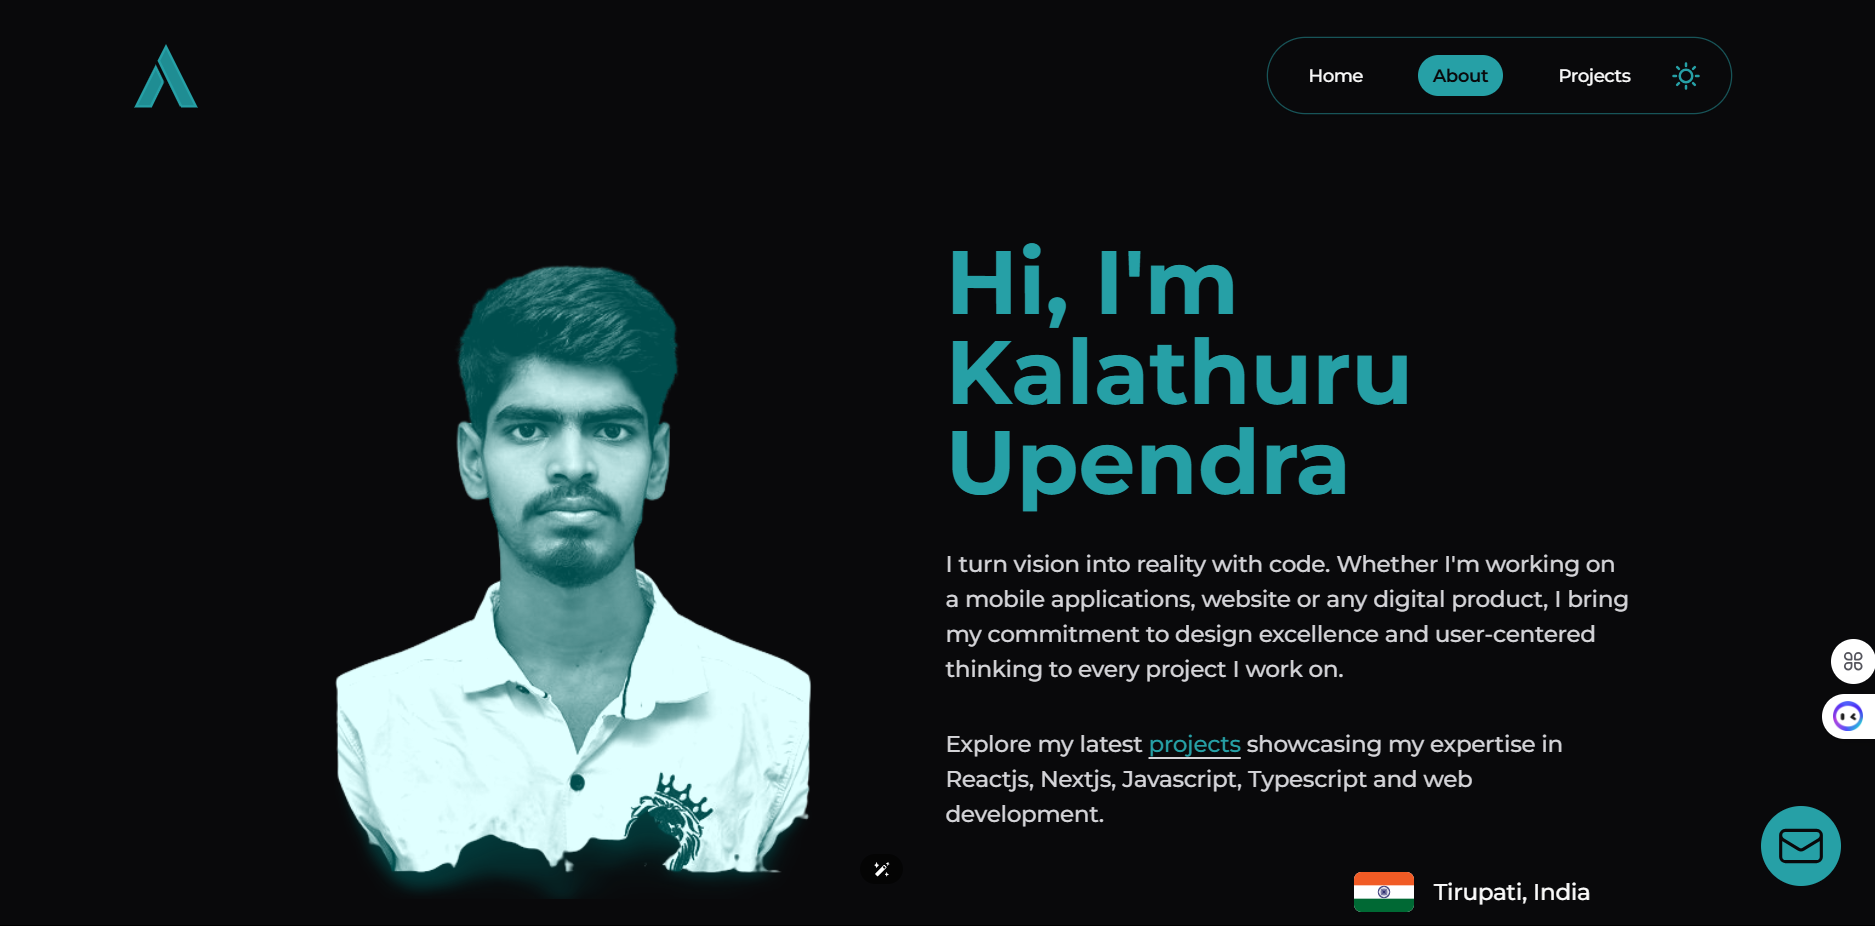 Home
About
Projects
Hi, I'm
Kalathuru
Upendra
I turn vision into reality with code. Whether I'm working on
a mobile applications, website or any digital product, I bring
my commitment to design excellence and user-centered
thinking to every project I work on.
Explore my latest projects showcasing my expertise in
Reactjs, Nextjs, Javascript, Typescript and web
development.
Tirupati, India